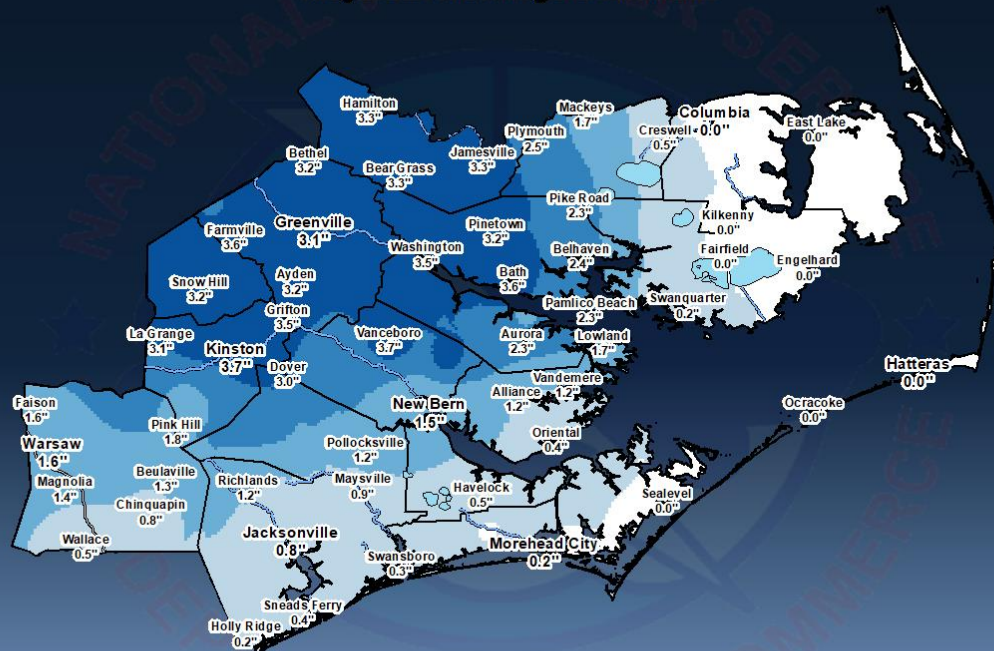 NATIONAL WEATHER SERVICE
Hamilton
3.3"
Mackeys
1.7"
Columbia
0.0"
Plymouth
2.5"
Creswell
0.5"
East Lake
0.0"
Bethel
3.2"
Bear Grass
3.3"
Jamesville
3.3"
Pike Road
2.3"
Kilkenny
0.0"
Farmville
3.6"
Greenville
3.1"
Washington
3.5"
Pinetown
3.2"
Belhaven
2.4"
Fairfield
0.0"
Engelhard
0.0"
Snow Hill
3.2"
Ayden
3.2"
Bath
3.6"
Swanquarter
0.2"
Grifton
3.5"
Pamlico Beach
2.3"
La Grange
3.1"
Kinston
3.7"
Vanceboro
3.7"
Aurora
2.3"
Lowland
1.7"
Dover
3.0"
Hatteras
0.0"
Faison
1.6"
Vandemere
1.2"
Alliance
1.2"
New Bern
1.5"
Ocracoke
0.0"
Pink Hill
1.8"
Oriental
0.4"
Warsaw
1.6"
Pollocksville
1.2"
Magnolia
1.4"
Beulaville
1.3"
Richlands
1.2"
Maysville
0.9"
Havelock
0.5"
Sealevel
0.0"
Chinquapin
0.8"
Wallace
0.5"
Jacksonville
0.8"
Swansboro
0.3"
Morehead City
0.2"
Sneads Ferry
0.4"
Holly Ridge
0.2"
COMMERCE